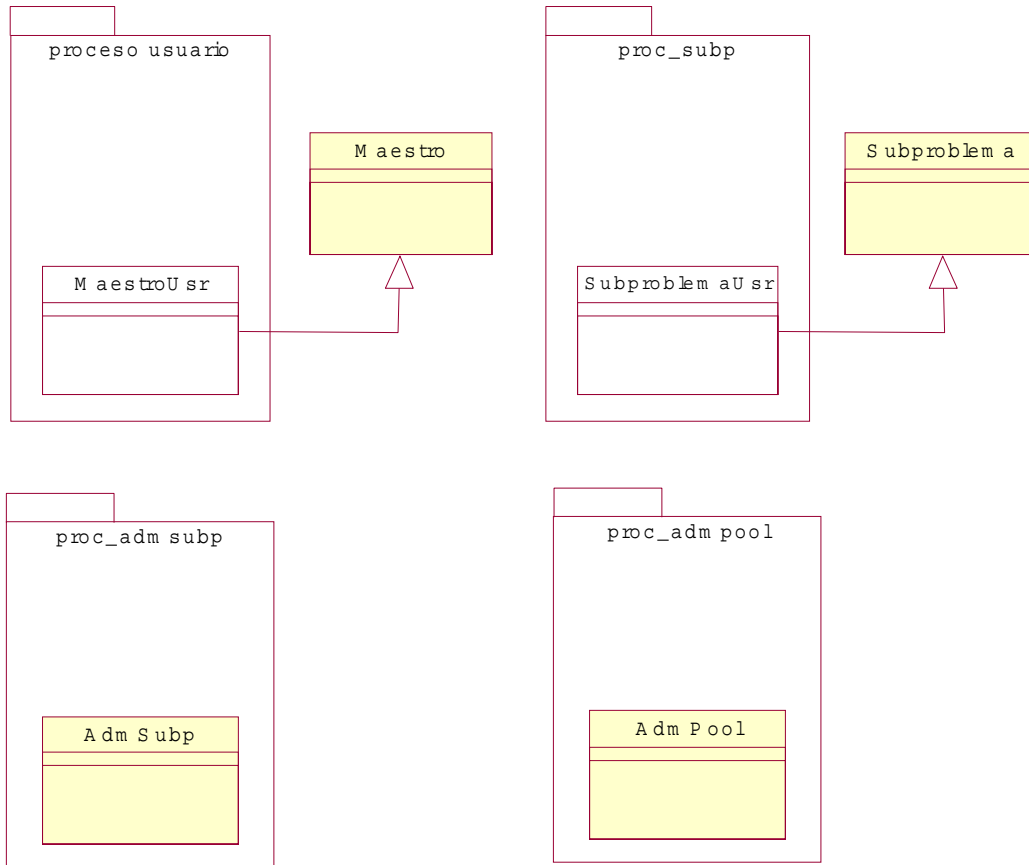 proceso usuario
proc_subp
Maestro
Subproblema
MaestroUsr
SubproblemaUsr
proc_admsubp
proc_admpool
AdmSubp
AdmPool